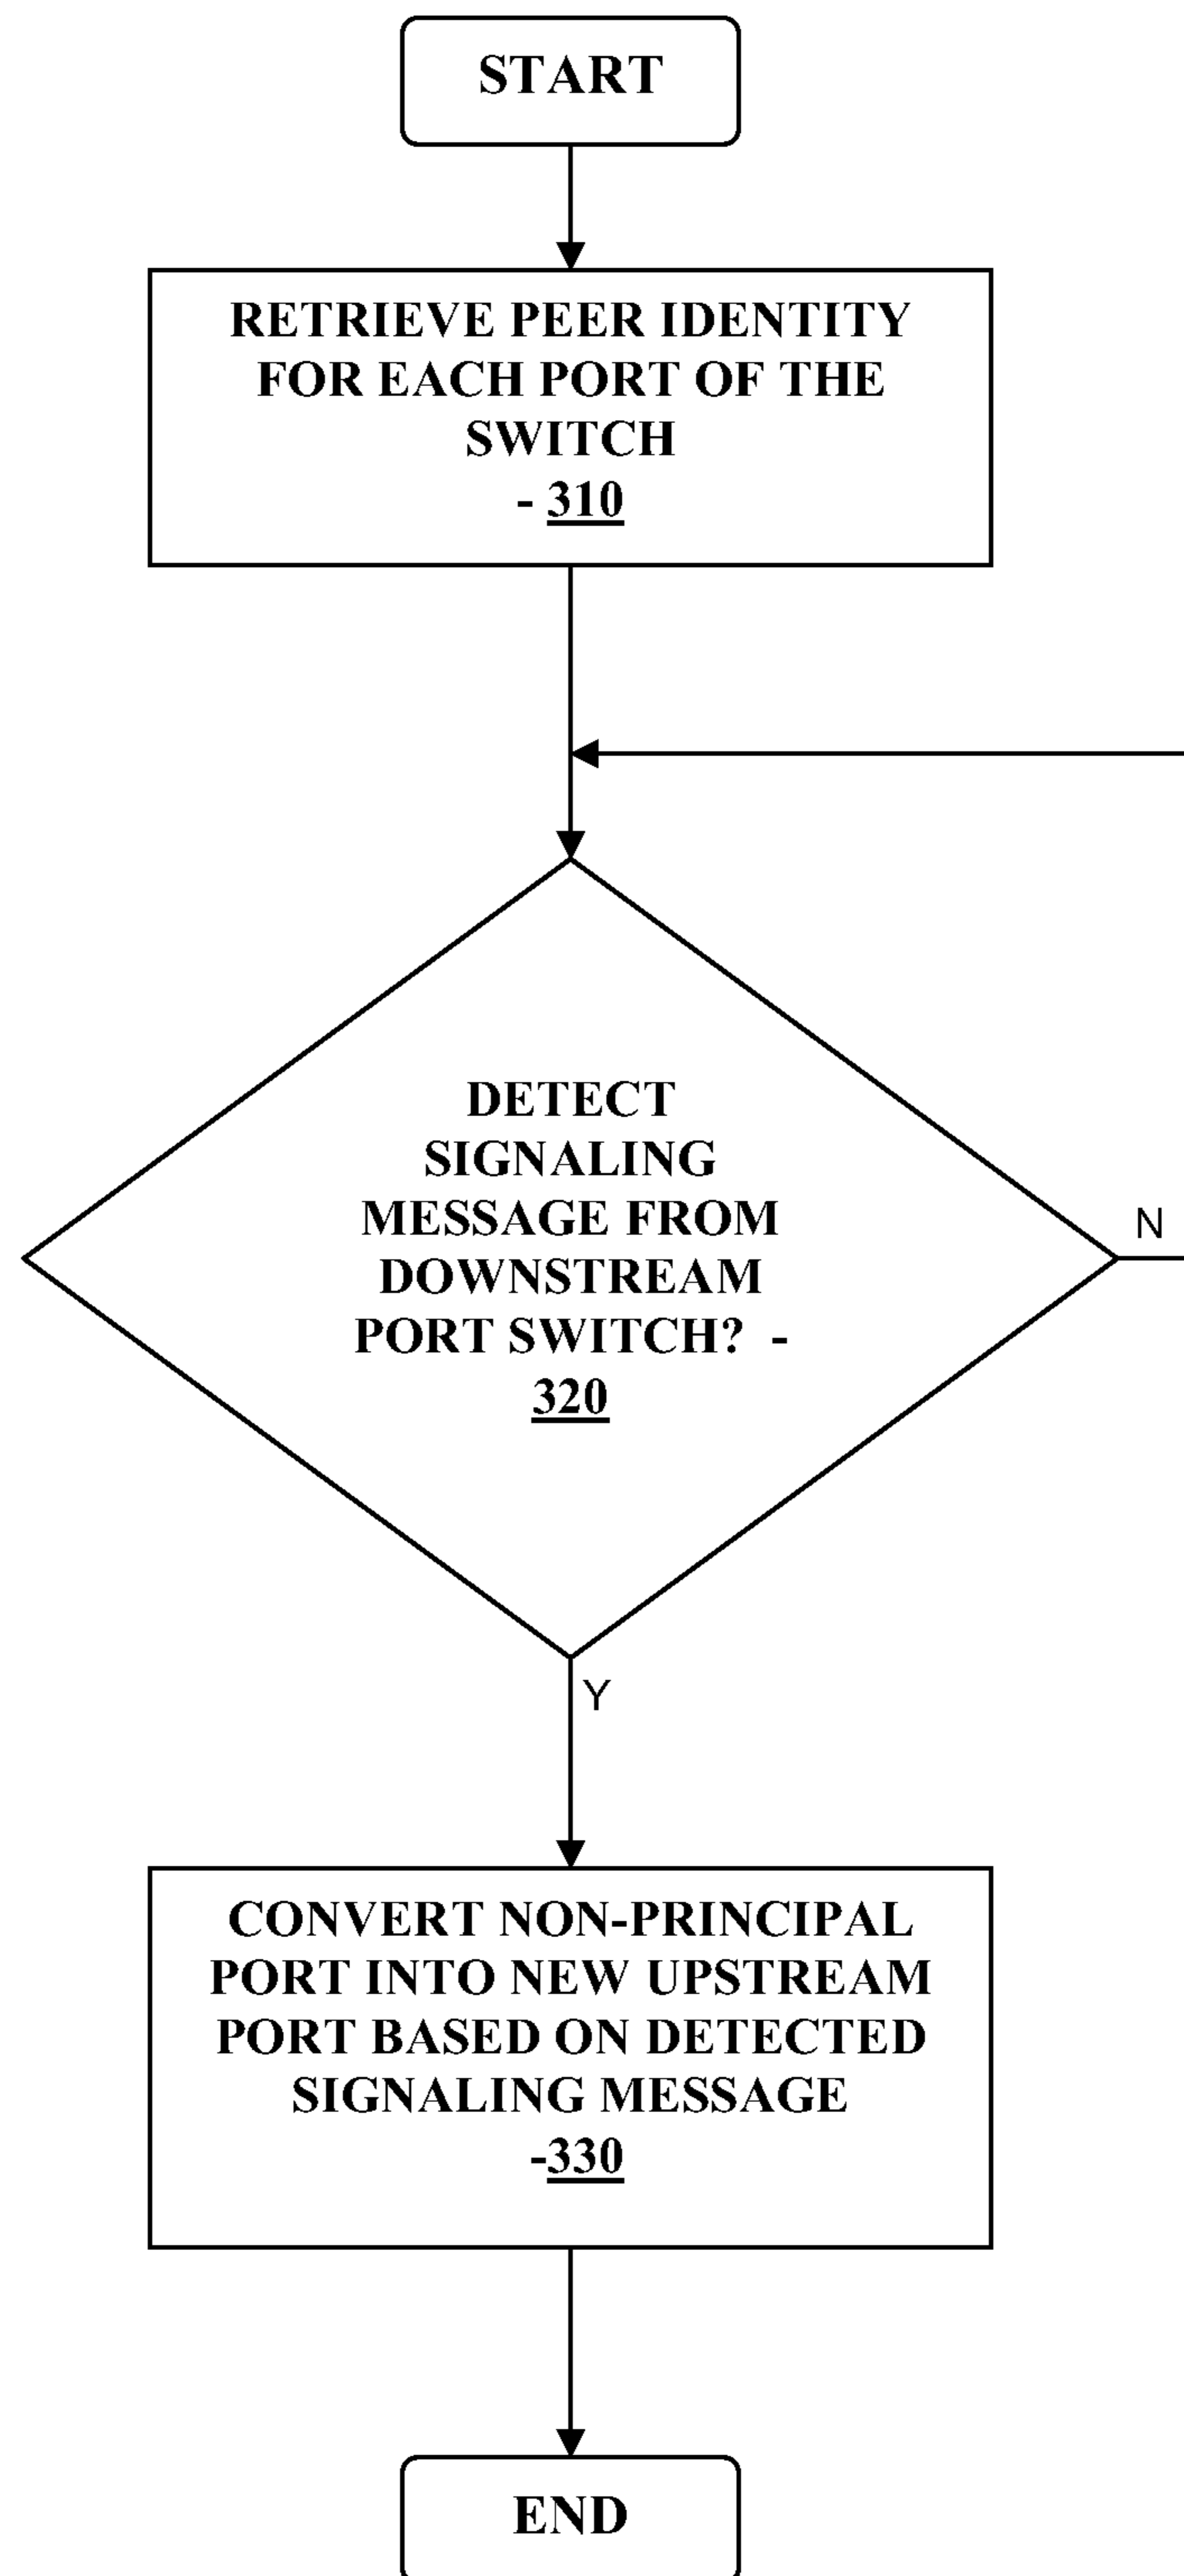 START
RETRIEVE PEER IDENTITY
FOR EACH PORT OF THE
SWITCH
- 310
DETECT
SIGNALING
MESSAGE FROM
DOWNSTREAM
PORT SWITCH? -
320
N
Y
CONVERT NON-PRINCIPAL
PORT INTO NEW UPSTREAM
PORT BASED ON DETECTED
SIGNALING MESSAGE
-330
END